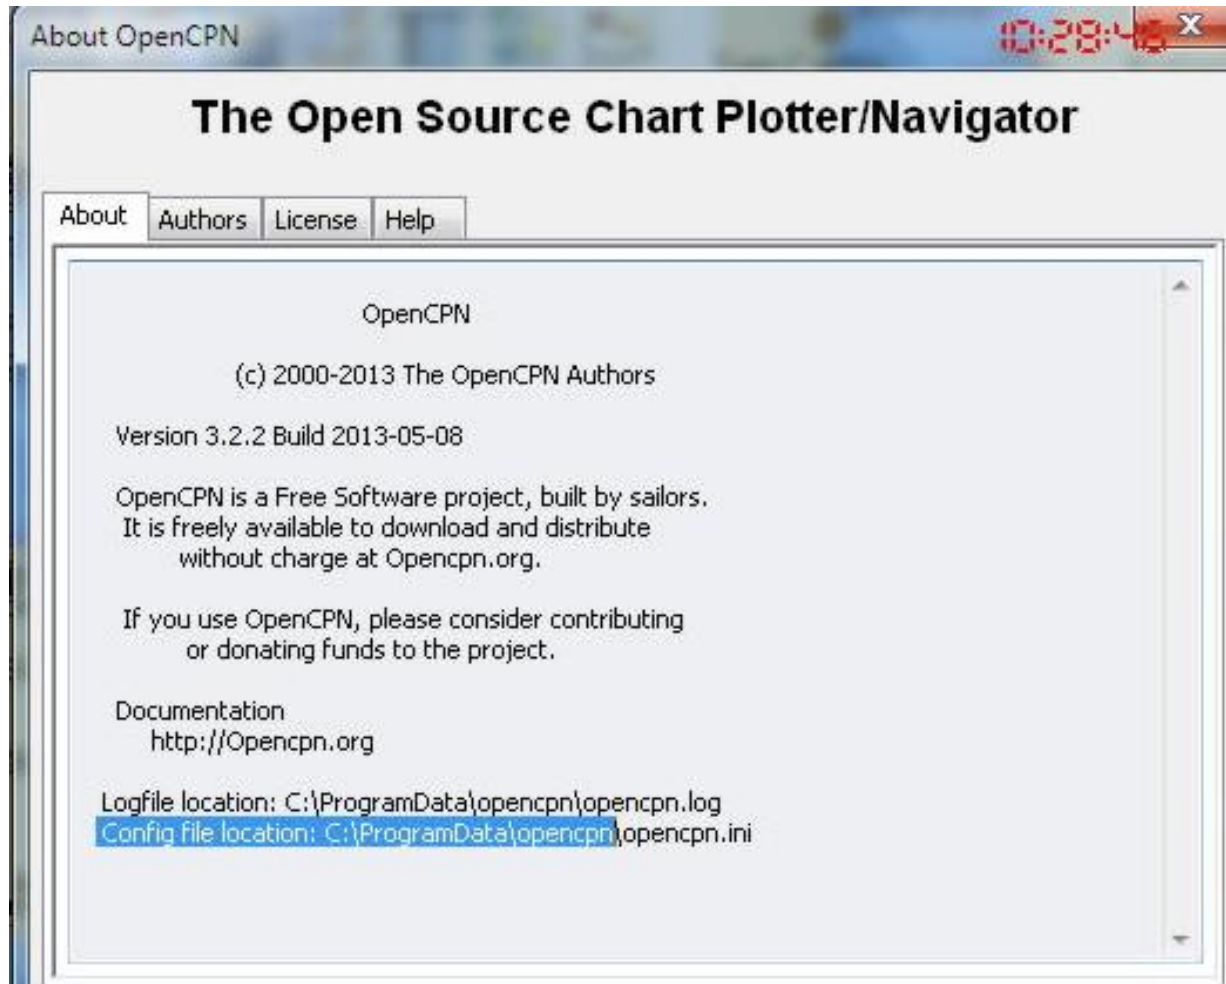 About OpenCPN
10:28:46
X
The Open Source Chart Plotter/Navigator
About
Authors
License
Help
OpenCPN
(c) 2000-2013 The OpenCPN Authors
Version 3.2.2 Build 2013-05-08
OpenCPN is a Free Software project, built by sailors.
It is freely available to download and distribute
without charge at Opencpn.org.
If you use OpenCPN, please consider contributing
or donating funds to the project.
Documentation
http://Opencpn.org
Logfile location: C:\ProgramData\opencpn\opencpn.log
Config file location: C:\ProgramData\opencpn\opencpn.ini